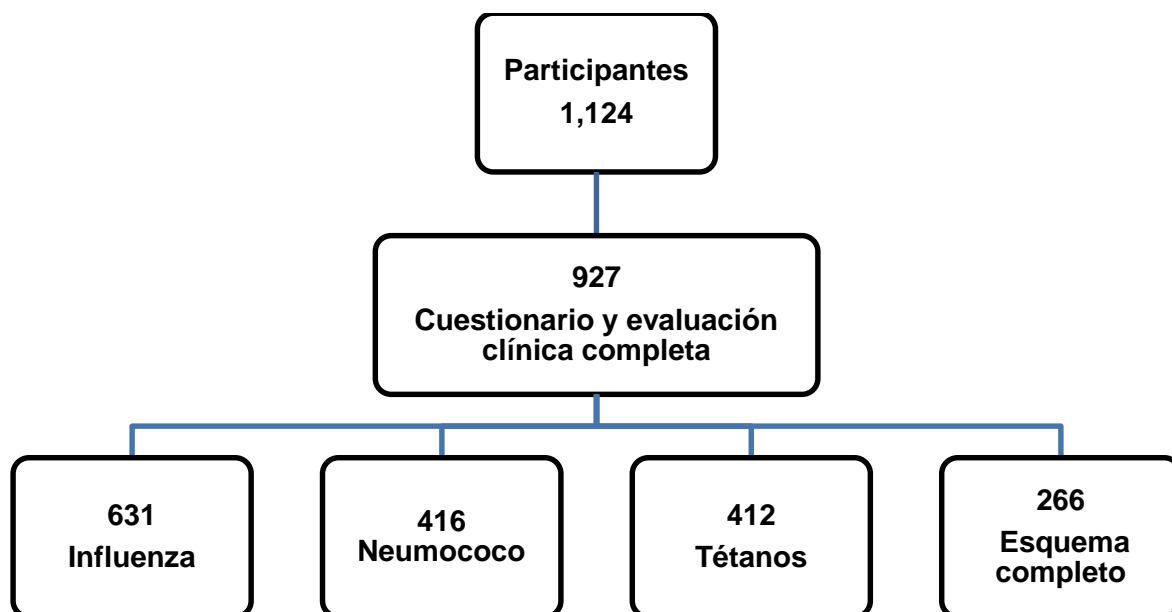 Participantes
1,124
927
Cuestionario y evaluación
clínica completa
631
Influenza
416
Neumococo
412
Tétanos
266
Esquema
completo